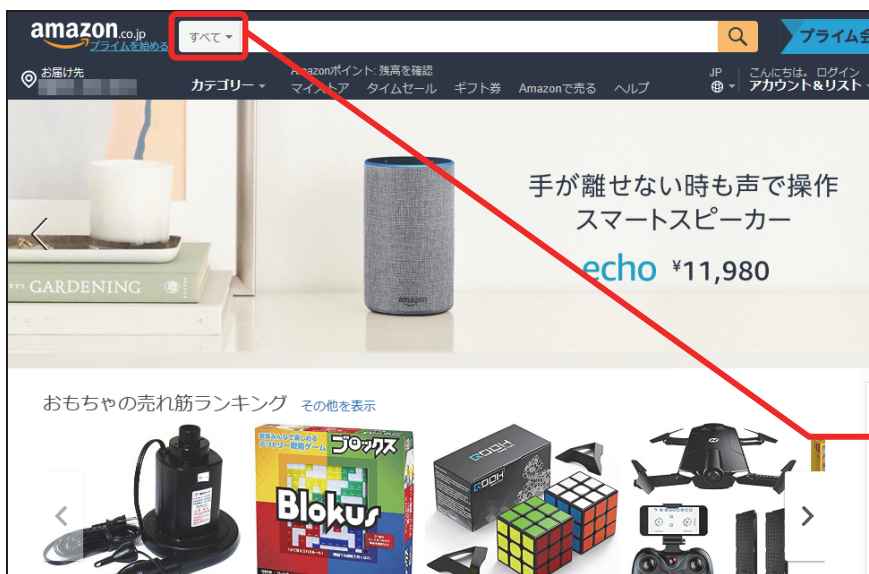 amazon.co.jp
プライムを始める
すべて
プライム会
お届け先
Amazonポイント: 残高を確認
カテゴリー
マイストア タイムセール ギフト券 Amazonで売る ヘルプ
JP
こんにちは。ログイン
アカウント&リスト
手が離せない時も声で操作
スマートスピーカー
echo ¥11,980
GARDENING
amazon
おもちゃの売れ筋ランキング その他を表示
ブロックス
Blokus